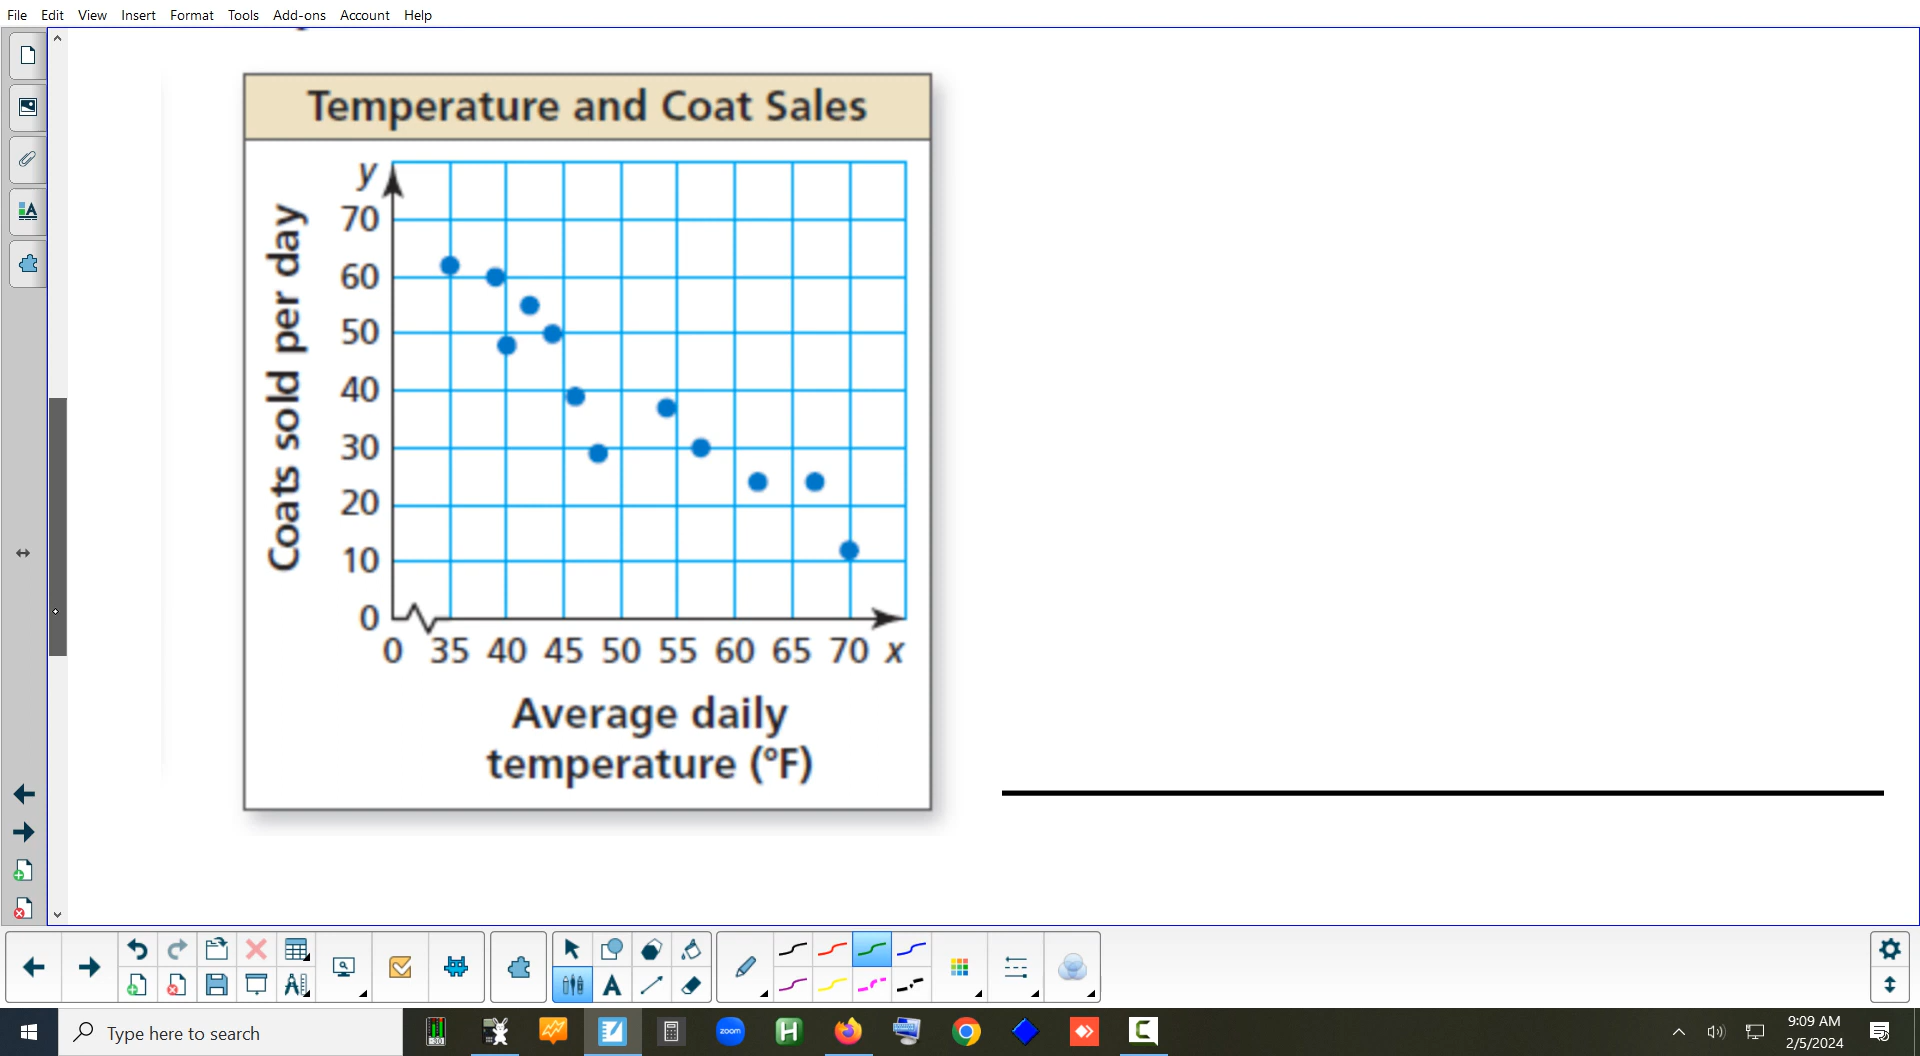 File Edit View Insert Format Tools Add-ons Account Help
Temperature and Coat Sales
y
70
60
50
40
30
20
10
0
Coats sold per day
0 35 40 45 50 55 60 65 70 x
Average daily
temperature (°F)
Type here to search
zoom
9:09 AM
2/5/2024